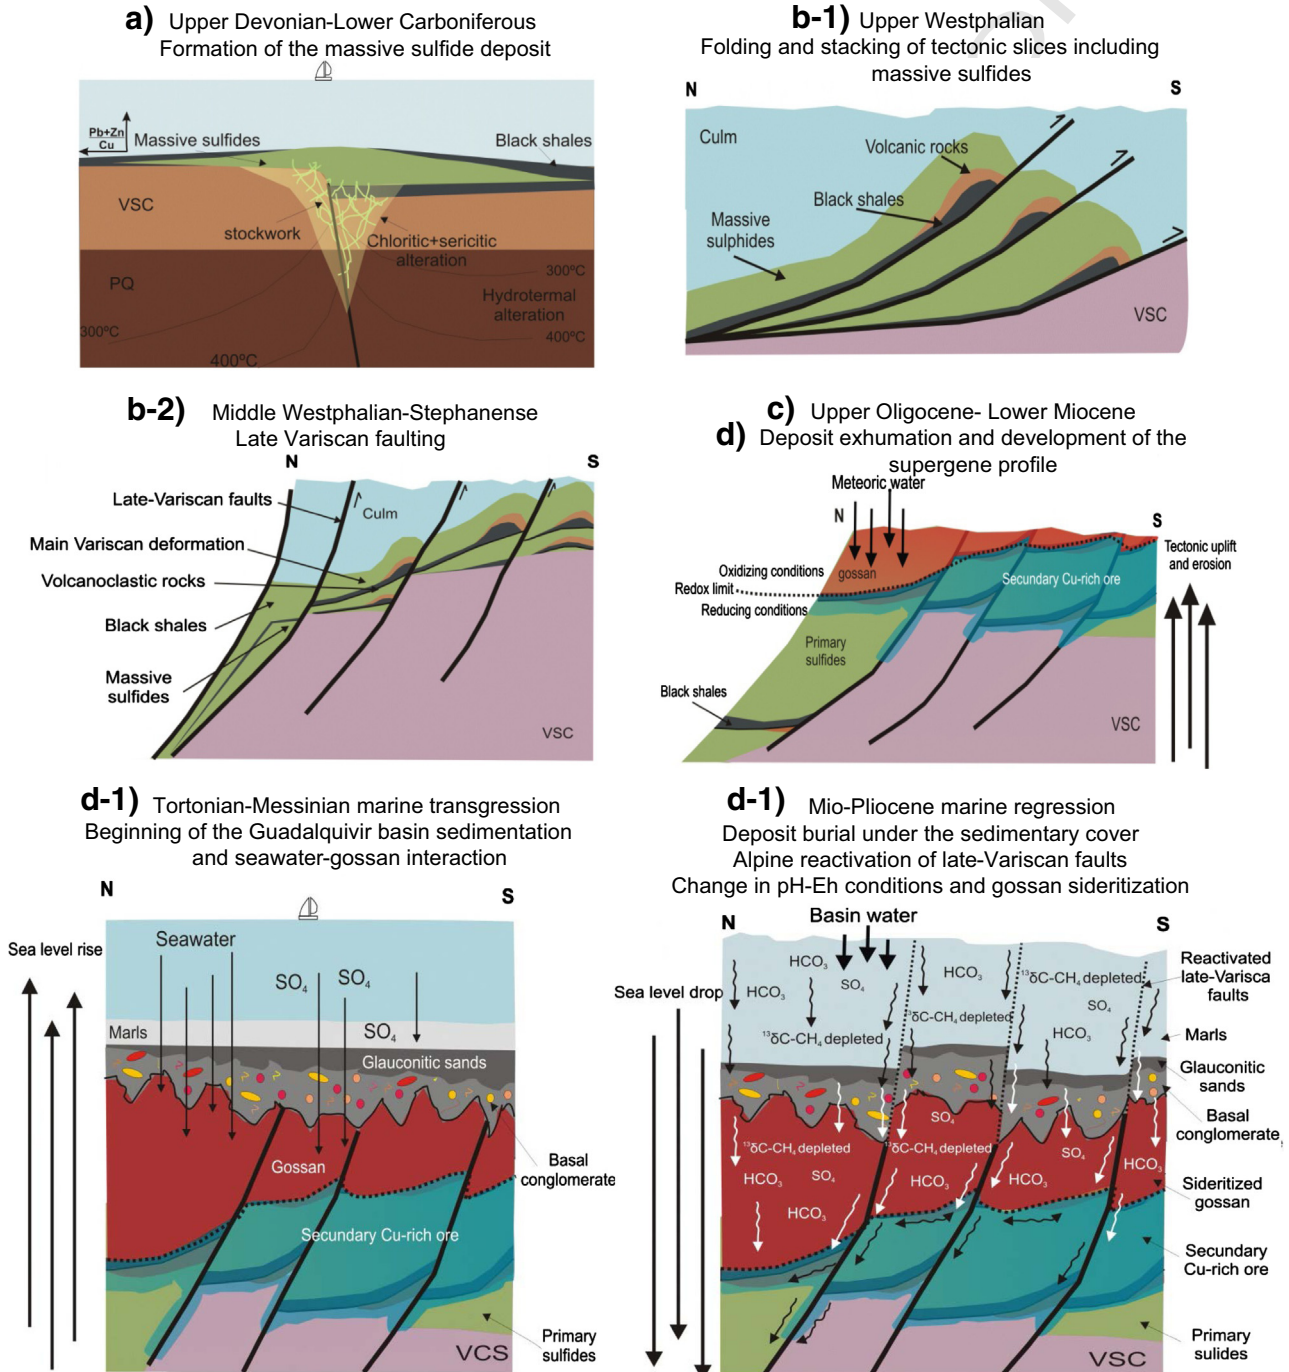 a) Upper Devonian-Lower Carboniferous
Formation of the massive sulfide deposit
Pb+Zn
Cu
Massive sulfides
Black shales
VSC
stockwork
Chloritic+sericitic
alteration
PQ
300ºC
Hydrotermal
alteration
300ºC
400ºC
400ºC
b-1) Upper Westphalian
Folding and stacking of tectonic slices including
massive sulfides
N
S
Culm
Volcanic rocks
Black shales
Massive
sulphides
VSC
b-2) Middle Westphalian-Stephanense
Late Variscan faulting
N
S
Late-Variscan faults
Culm
Main Variscan deformation
Volcanoclastic rocks
Black shales
Massive
sulfides
VSC
c) Upper Oligocene- Lower Miocene
d) Deposit exhumation and development of the
supergene profile
Meteoric water
N
S
Tectonic uplift
and erosion
Oxidizing conditions
gossan
Secundary Cu-rich ore
Redox limit
Reducing conditions
Primary
sulfides
Black shales
VSC
d-1) Tortonian-Messinian marine transgression
Beginning of the Guadalquivir basin sedimentation
and seawater-gossan interaction
N
S
Sea level rise
Seawater
SO4
SO4
SO4
Marls
Glauconitic sands
Gossan
Basal
conglomerate
Secundary Cu-rich ore
Primary
sulfides
VCS
d-1) Mio-Pliocene marine regression
Deposit burial under the sedimentary cover
Alpine reactivation of late-Variscan faults
Change in pH-Eh conditions and gossan sideritization
N
Basin water
S
Sea level drop
HCO3
HCO3
SO4
HCO3
13δC-CH4 depleted
SO4
13δC-CH4 depleted
13δC-CH4 depleted
HCO3
Reactivated
late-Varisca
faults
Marls
Glauconitic
sands
Basal
conglomerate
SO4
13δC-CH4 depleted
13δC-CH4 depleted
SO4
HCO3
SO4
HCO3
HCO3
HCO3
HCO3
Sideritized
gossan
Secundary
Cu-rich ore
Primary
sulides
VSC